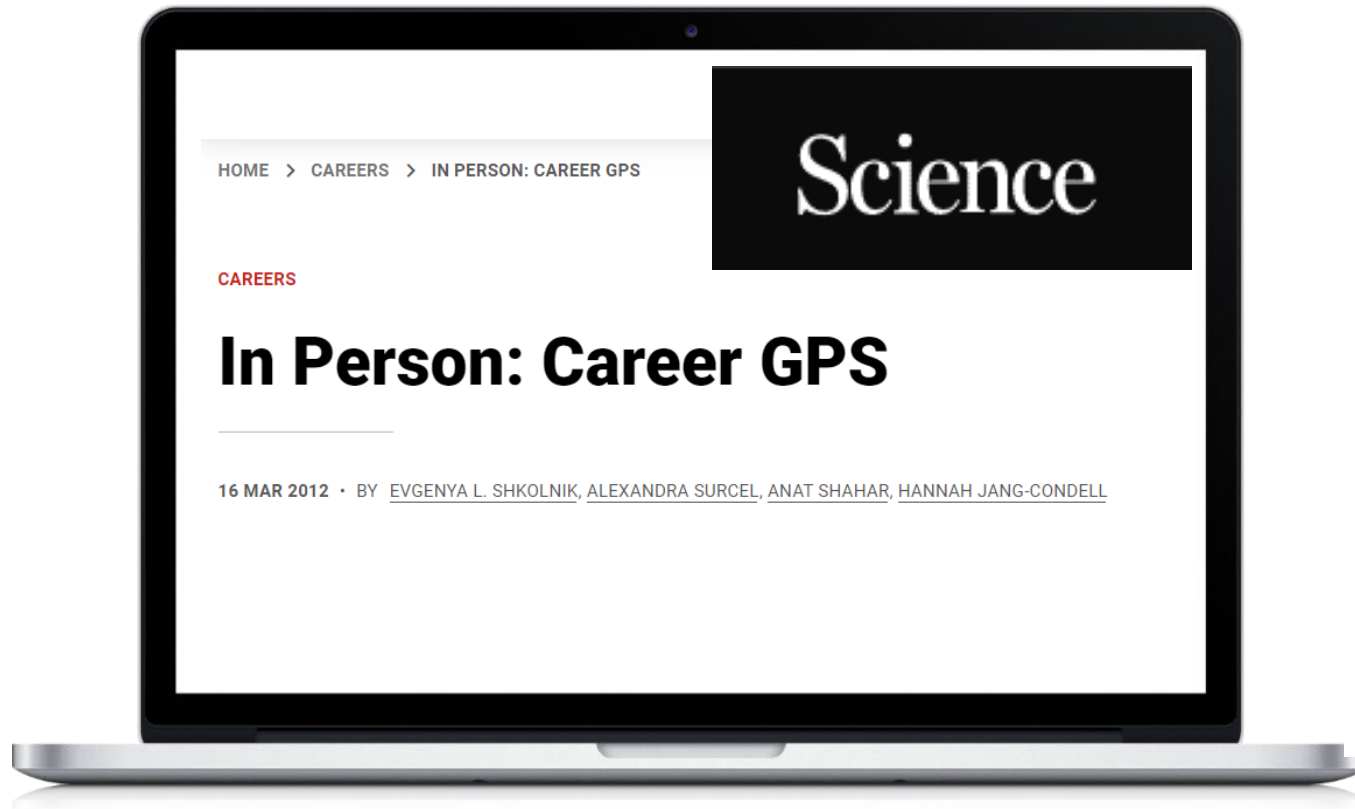 Science
HOME > CAREERS > IN PERSON: CAREER GPS
CAREERS
In Person: Career GPS
16 MAR 2012 • BY EVGENYA L. SHKOLNIK, ALEXANDRA SURCEL, ANAT SHAHAR, HANNAH JANG-CONDELL